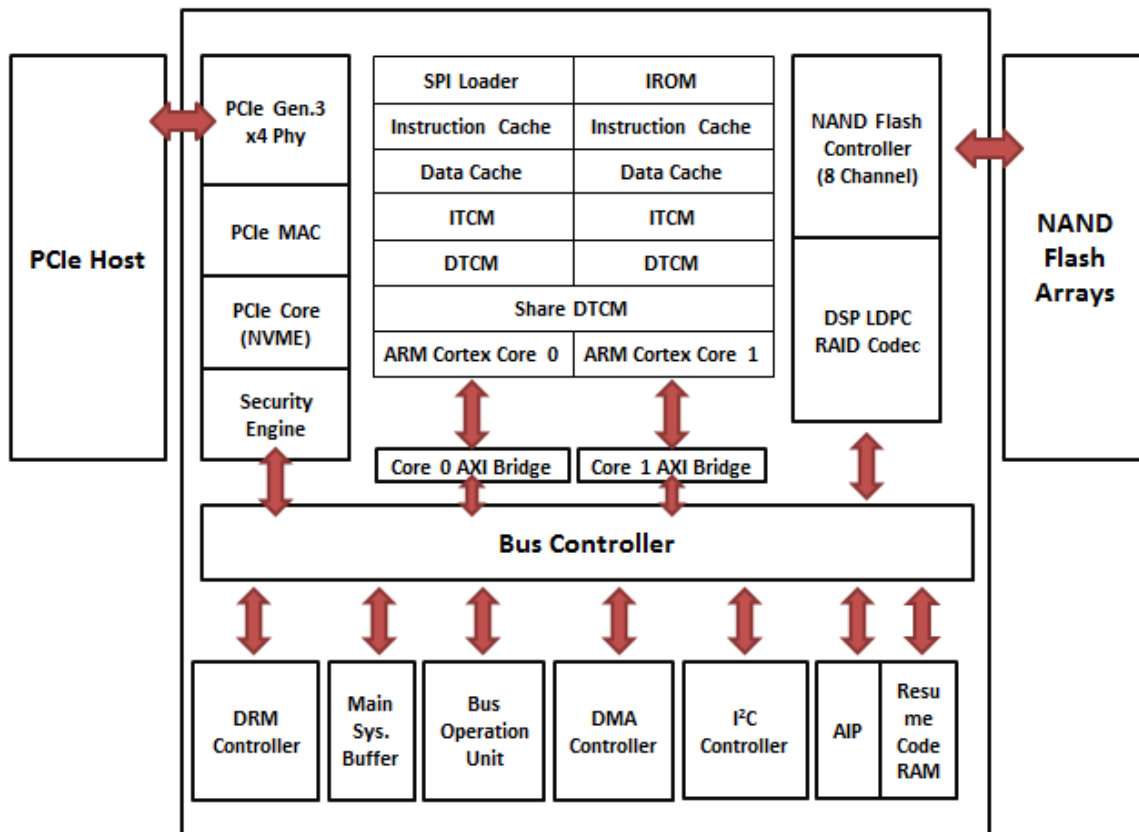 PCIe Host
PCIe Gen.3
x4 Phy
PCIe MAC
PCIe Core
(NVME)
Security
Engine
SPI Loader
IROM
Instruction Cache
Instruction Cache
Data Cache
Data Cache
ITCM
ITCM
DTCM
DTCM
Share DTCM
ARM Cortex Core 0
ARM Cortex Core 1
Core 0 AXI Bridge
Core 1 AXI Bridge
NAND Flash
Controller
(8 Channel)
DSP LDPC
RAID Codec
NAND
Flash
Arrays
Bus Controller
DRM
Controller
Main
Sys.
Buffer
Bus
Operation
Unit
DMA
Controller
I²C
Controller
AIP
Resu
me
Code
RAM